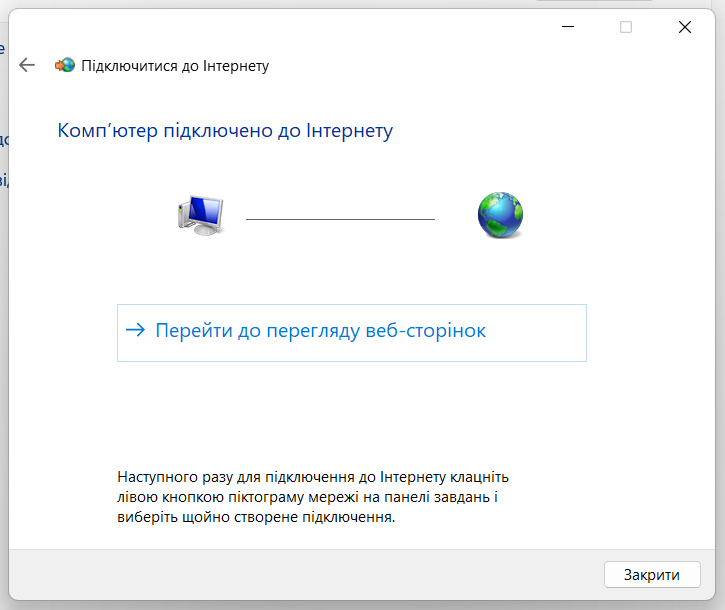 Підключитися до Інтернету
Комп’ютер підключено до Інтернету
Перейти до перегляду веб-сторінок
Наступного разу для підключення до Інтернету клацніть
лівою кнопкою піктограму мережі на панелі завдань і
виберіть щойно створене підключення.
Закрити